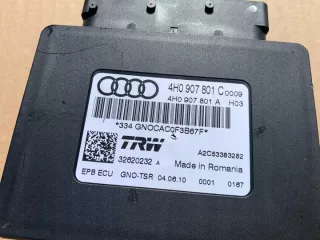 4H0 907 801 C 0009
4H0 907 801 A H03
*334 GNOCAC0F3B67F*
TRW
A2C53383282
32620232 A
Made in Romania
EPB ECU GNO-TSR 04.06.10 0001 0167